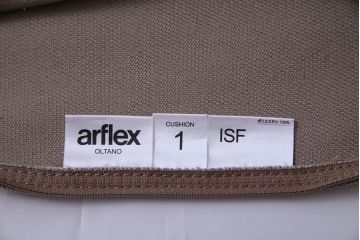 arflex
OLTANO
CUSHION
1
ISF